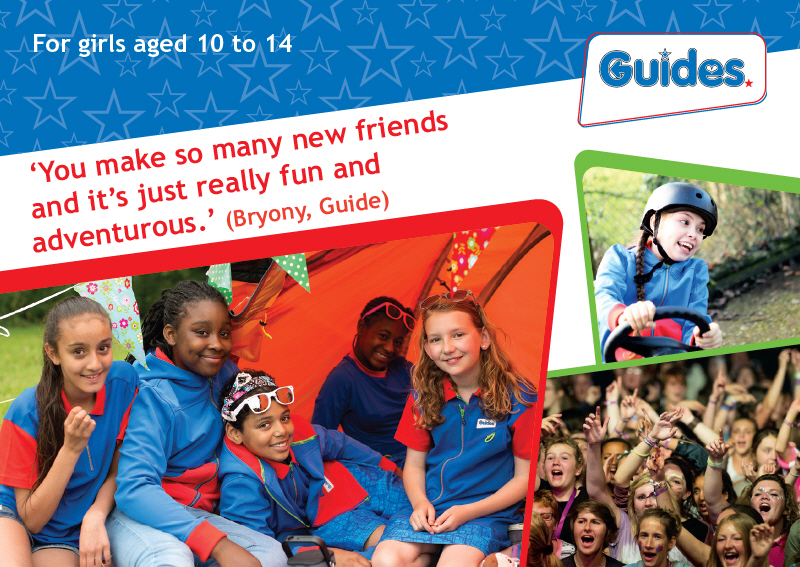 For girls aged 10 to 14
Guides
‘You make so many new friends
and it’s just really fun and
adventurous.’ (Bryony, Guide)
Guides